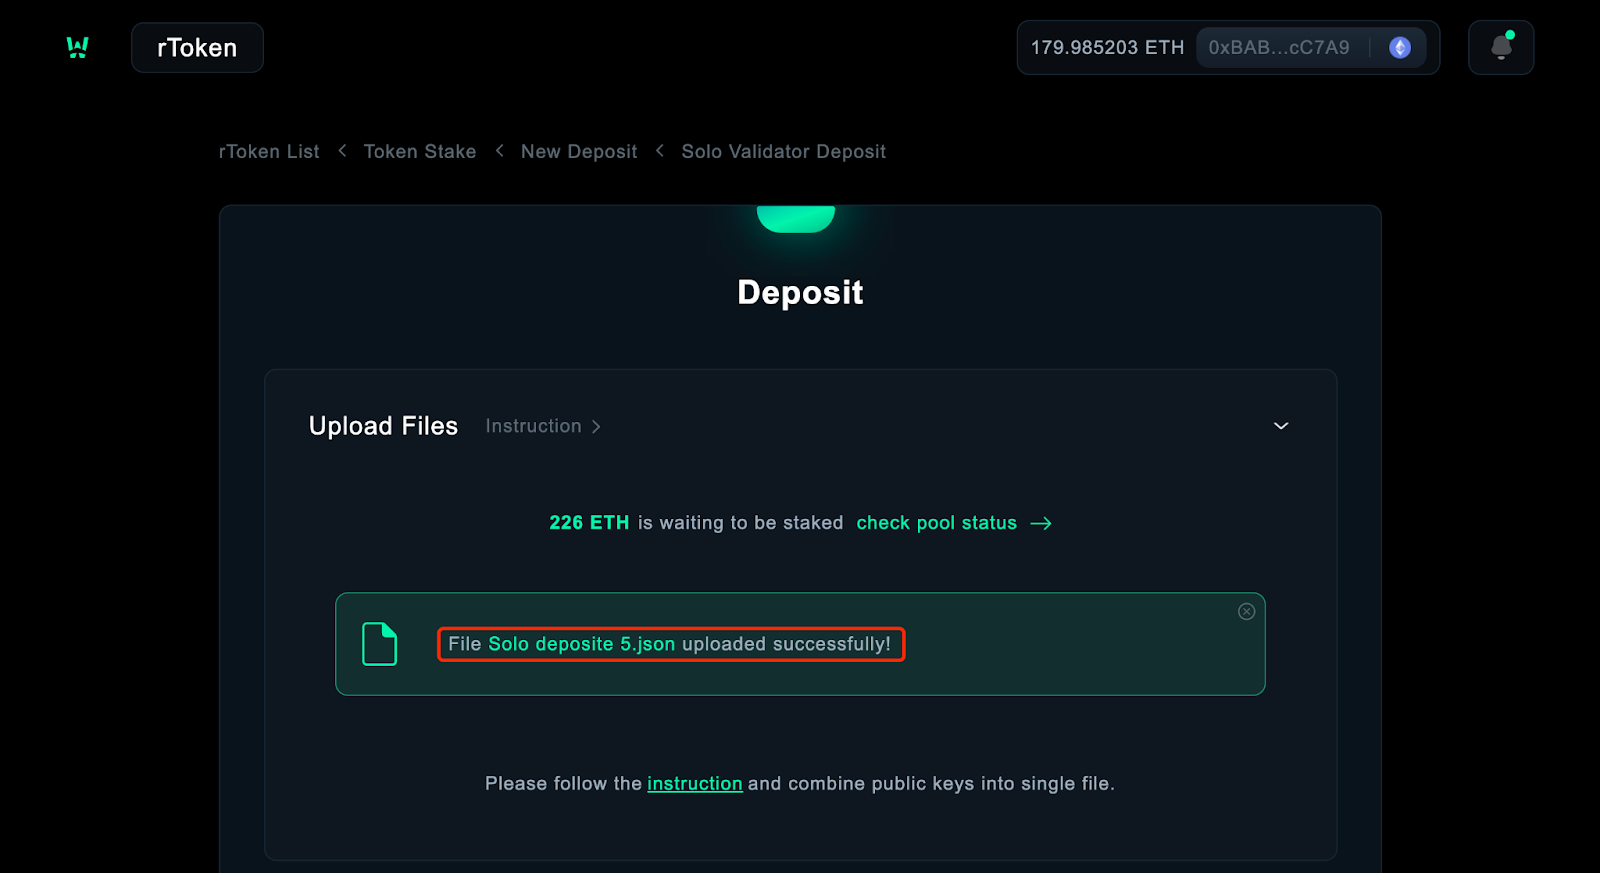 rToken
179.985203 ETH 0xBAB...cC7A9
rToken List < Token Stake < New Deposit < Solo Validator Deposit
Deposit
Upload Files Instruction >
226 ETH is waiting to be staked check pool status →
File Solo deposite 5.json uploaded successfully!
Please follow the instruction and combine public keys into single file.